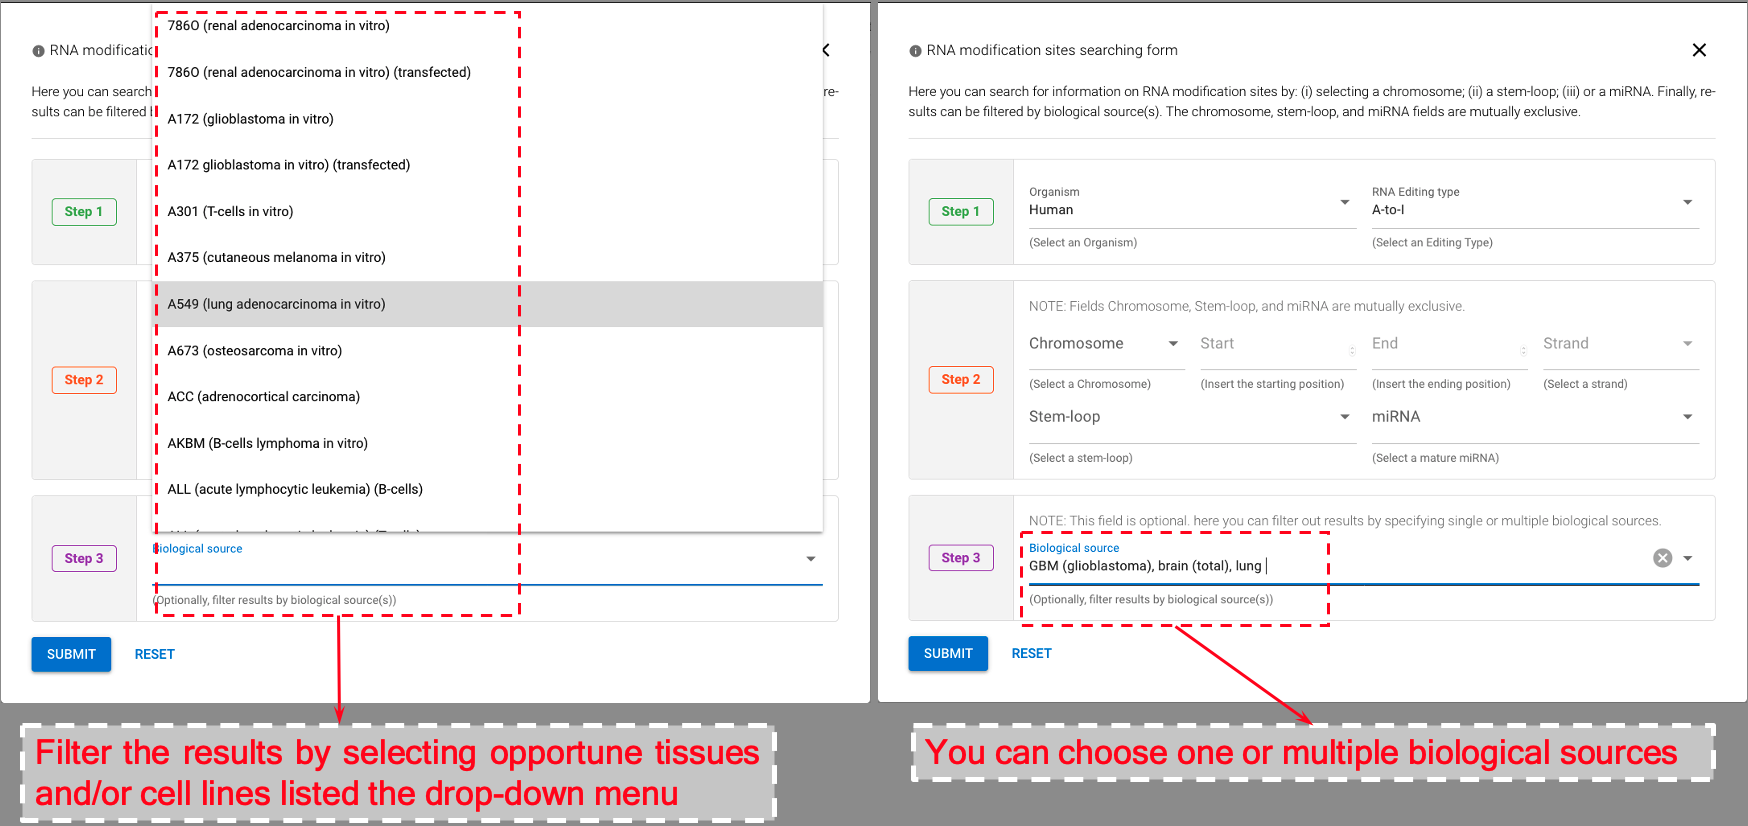 RNA modificatio
Here you can search
re-
sults can be filtered b
786O (renal adenocarcinoma in vitro)
786O (renal adenocarcinoma in vitro) (transfected)
A172 (glioblastoma in vitro)
A172 glioblastoma in vitro) (transfected)
A301 (T-cells in vitro)
A375 (cutaneous melanoma in vitro)
A549 (lung adenocarcinoma in vitro)
A673 (osteosarcoma in vitro)
ACC (adrenocortical carcinoma)
AKBM (B-cells lymphoma in vitro)
ALL (acute lymphocytic leukemia) (B-cells)
Step 1
Step 2
Step 3
Biological source
(Optionally, filter results by biological source(s))
SUBMIT RESET
Filter the results by selecting opportune tissues
and/or cell lines listed the drop-down menu
RNA modification sites searching form
Here you can search for information on RNA modification sites by: (i) selecting a chromosome; (ii) a stem-loop; (iii) or a miRNA. Finally, re-
sults can be filtered by biological source(s). The chromosome, stem-loop, and miRNA fields are mutually exclusive.
Step 1
Organism RNA Editing type
Human A-to-I
(Select an Organism) (Select an Editing Type)
NOTE: Fields Chromosome, Stem-loop, and miRNA are mutually exclusive.
Step 2
Chromosome Start End Strand
(Select a Chromosome) (Insert the starting position) (Insert the ending position) (Select a strand)
Stem-loop miRNA
(Select a stem-loop) (Select a mature miRNA)
NOTE: This field is optional. here you can filter out results by specifying single or multiple biological sources.
Step 3
Biological source
GBM (glioblastoma), brain (total), lung
(Optionally, filter results by biological source(s))
SUBMIT RESET
You can choose one or multiple biological sources